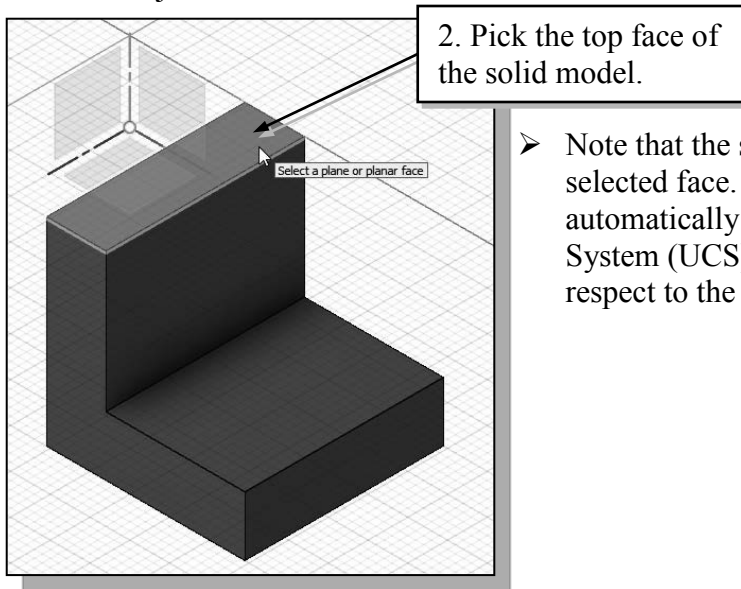 2. Pick the top face of
the solid model.
Select a plane or planar face
➢ Note that the
selected face.
automatically
System (UCS
respect to the